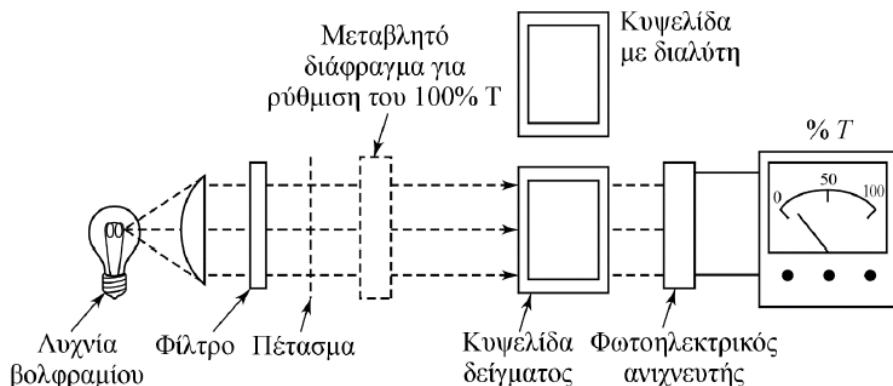 Μεταβλητό
διάφραγμα για
ρύθμιση του 100% Τ
Κυψελίδα
με διαλύτη
% T
0
50
100
Λυχνία
βολφραμίου
Φίλτρο
Πέτασμα
Κυψελίδα
δείγματος
Φωτοηλεκτρικός
ανιχνευτής